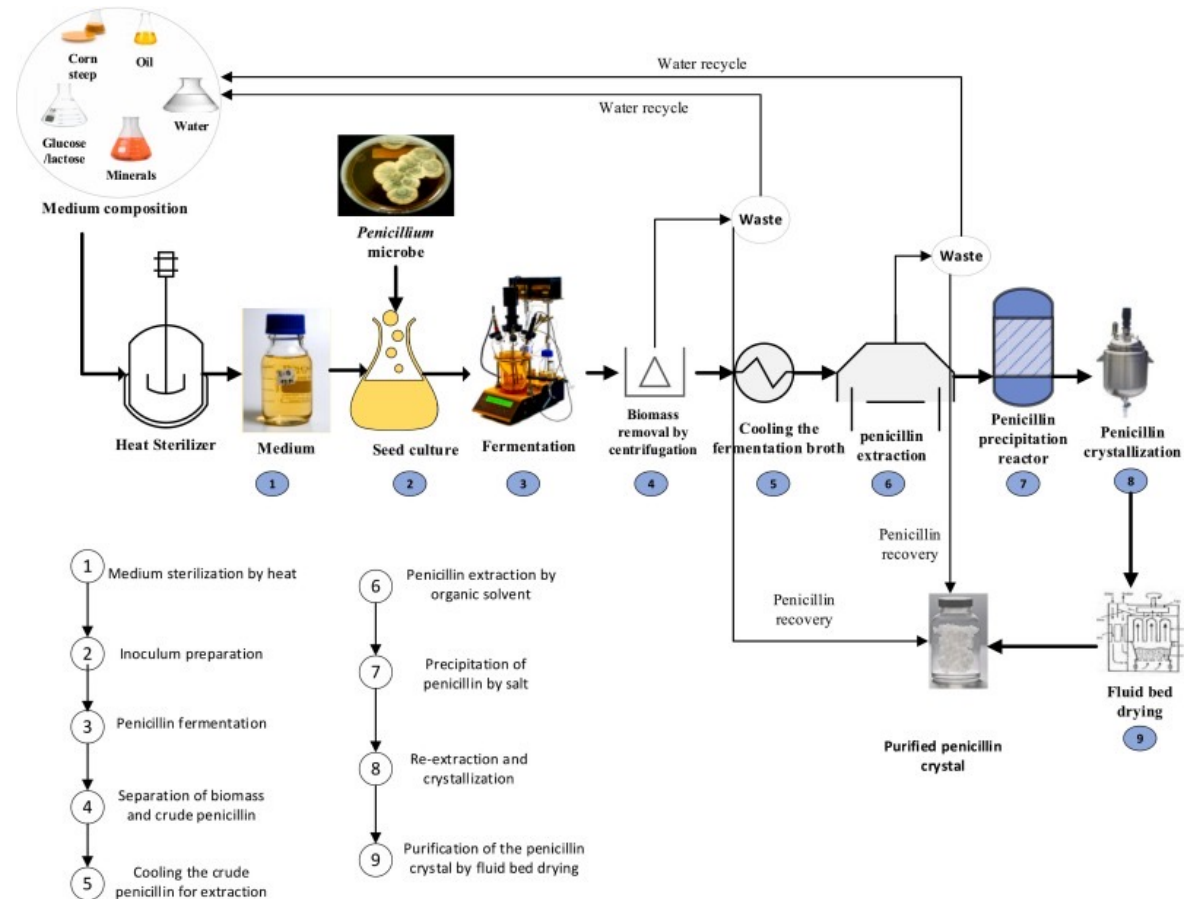 Corn
steep
Oil
Glucose
/lactose
Water
Minerals
Medium composition
Water recycle
Water recycle
Penicillium
microbe
Waste
Waste
Heat Sterilizer
Medium
Seed culture
Fermentation
Biomass
removal by
centrifugation
Cooling the
fermentation broth
penicillin
extraction
Penicillin
precipitation
reactor
Penicillin
crystallization
1
2
3
4
5
6
7
8
Penicillin
recovery
Penicillin
recovery
Fluid bed
drying
9
Purified penicillin
crystal
1
Medium sterilization by heat
2
Inoculum preparation
3
Penicillin fermentation
4
Separation of biomass
and crude penicillin
5
Cooling the crude
penicillin for extraction
6
Penicillin extraction by
organic solvent
7
Precipitation of
penicillin by salt
8
Re-extraction and
crystallization
9
Purification of the penicillin
crystal by fluid bed drying